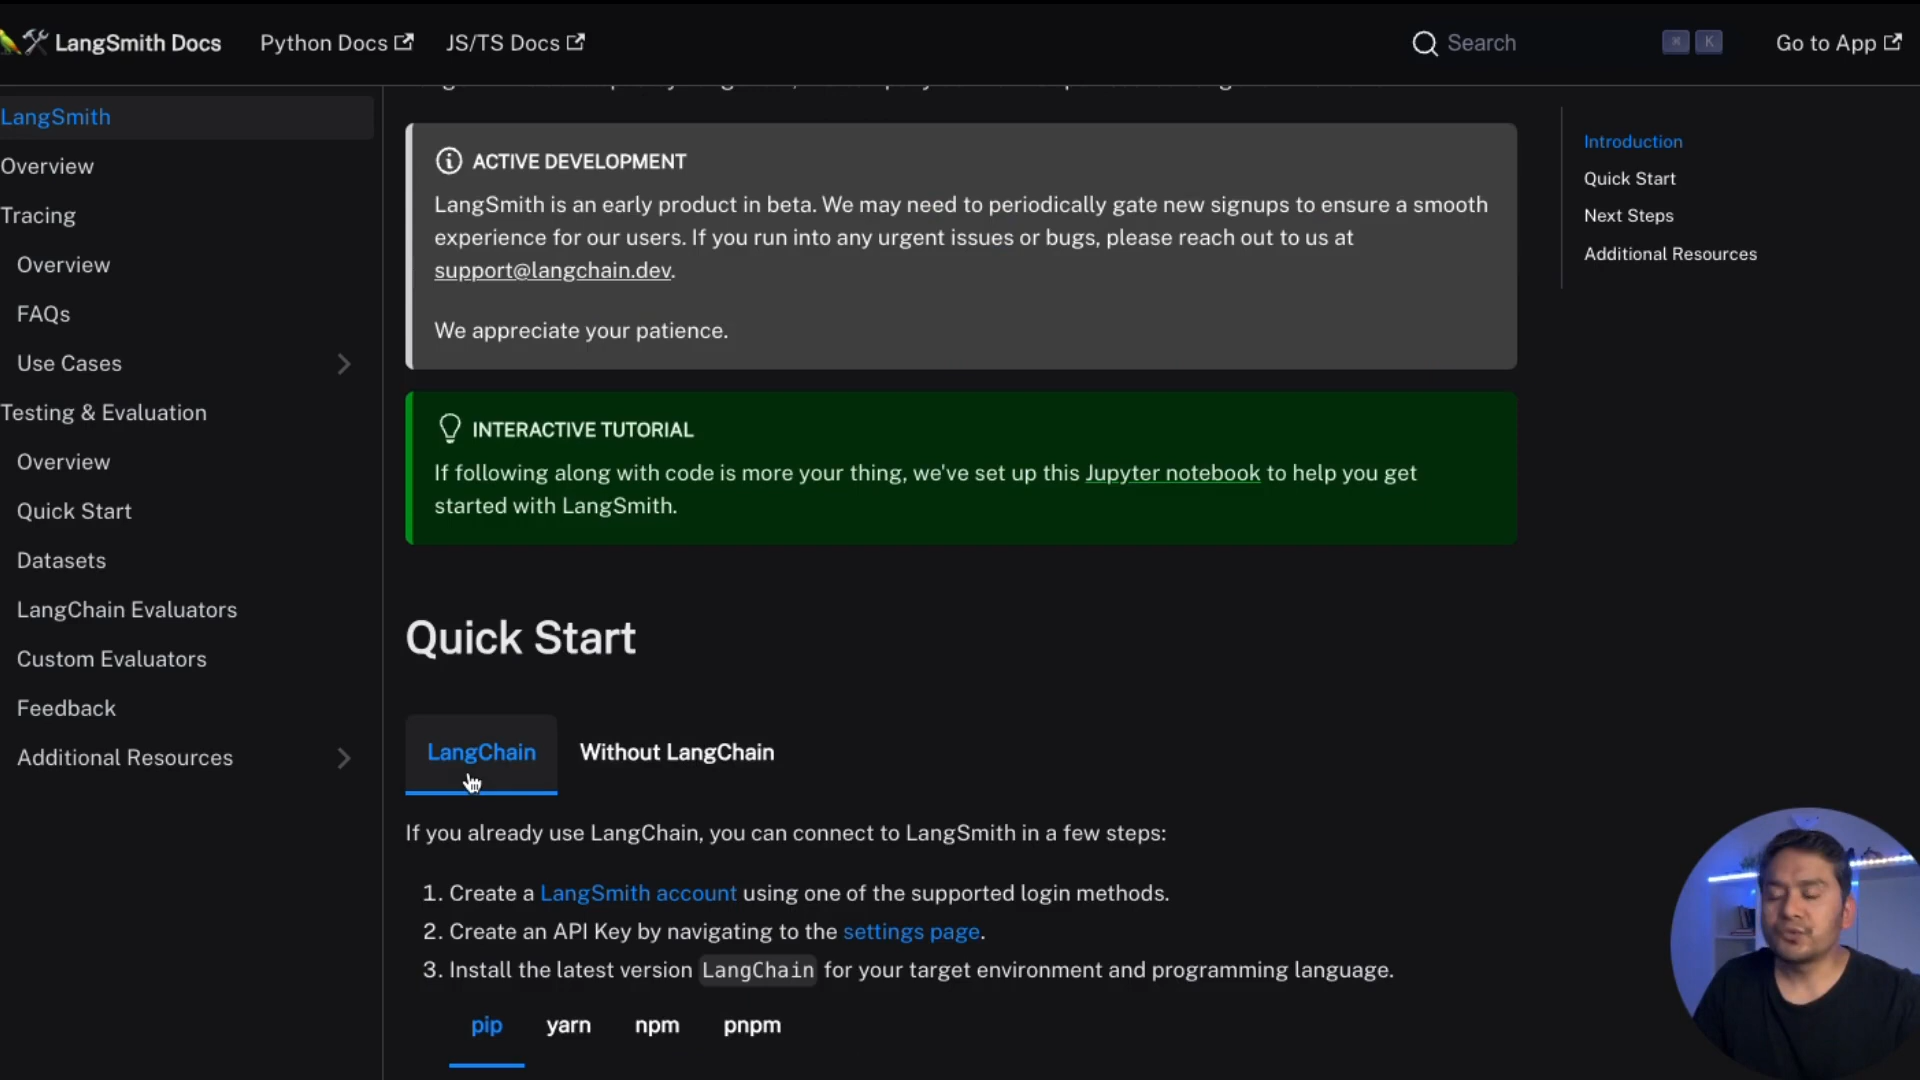 LangSmith Docs
Python Docs
JS/TS Docs
Search
⌘ K
Go to App
LangSmith
Overview
Tracing
Overview
FAQs
Use Cases
Testing & Evaluation
Overview
Quick Start
Datasets
LangChain Evaluators
Custom Evaluators
Feedback
Additional Resources
ACTIVE DEVELOPMENT
LangSmith is an early product in beta. We may need to periodically gate new signups to ensure a smooth
experience for our users. If you run into any urgent issues or bugs, please reach out to us at
support@langchain.dev.
We appreciate your patience.
INTERACTIVE TUTORIAL
If following along with code is more your thing, we've set up this Jupyter notebook to help you get
started with LangSmith.
Quick Start
LangChain
Without LangChain
If you already use LangChain, you can connect to LangSmith in a few steps:
1. Create a LangSmith account using one of the supported login methods.
2. Create an API Key by navigating to the settings page.
3. Install the latest version LangChain for your target environment and programming language.
pip
yarn
npm
pnpm
Introduction
Quick Start
Next Steps
Additional Resources